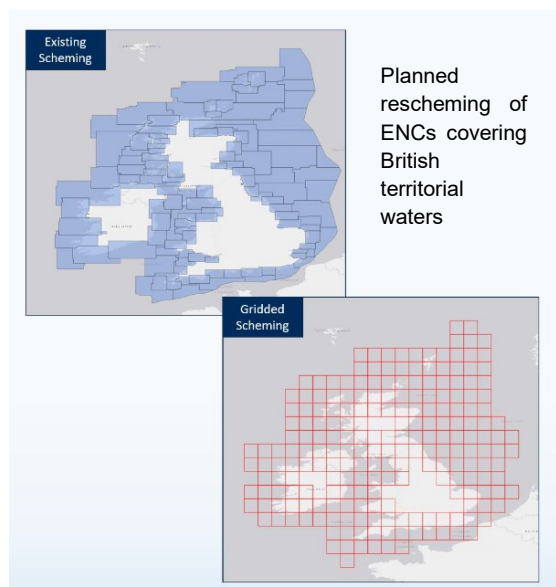 Existing
Scheming
Planned
rescheming of
ENCs covering
British
territorial
waters
Gridded
Scheming